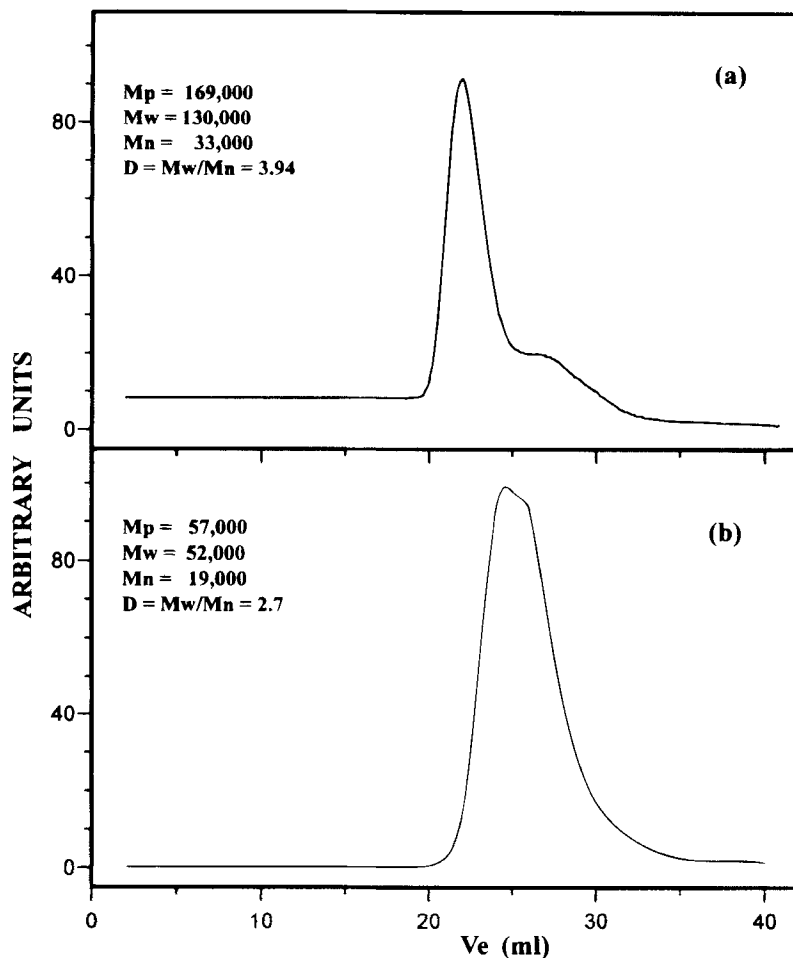 (a)
Mp = 169,000
Mw = 130,000
Mn = 33,000
D = Mw/Mn = 3.94
80
40
0
ARBITRARY UNITS
(b)
Mp = 57,000
Mw = 52,000
Mn = 19,000
D = Mw/Mn = 2.7
80
40
0
0
10
20
30
40
Ve (ml)